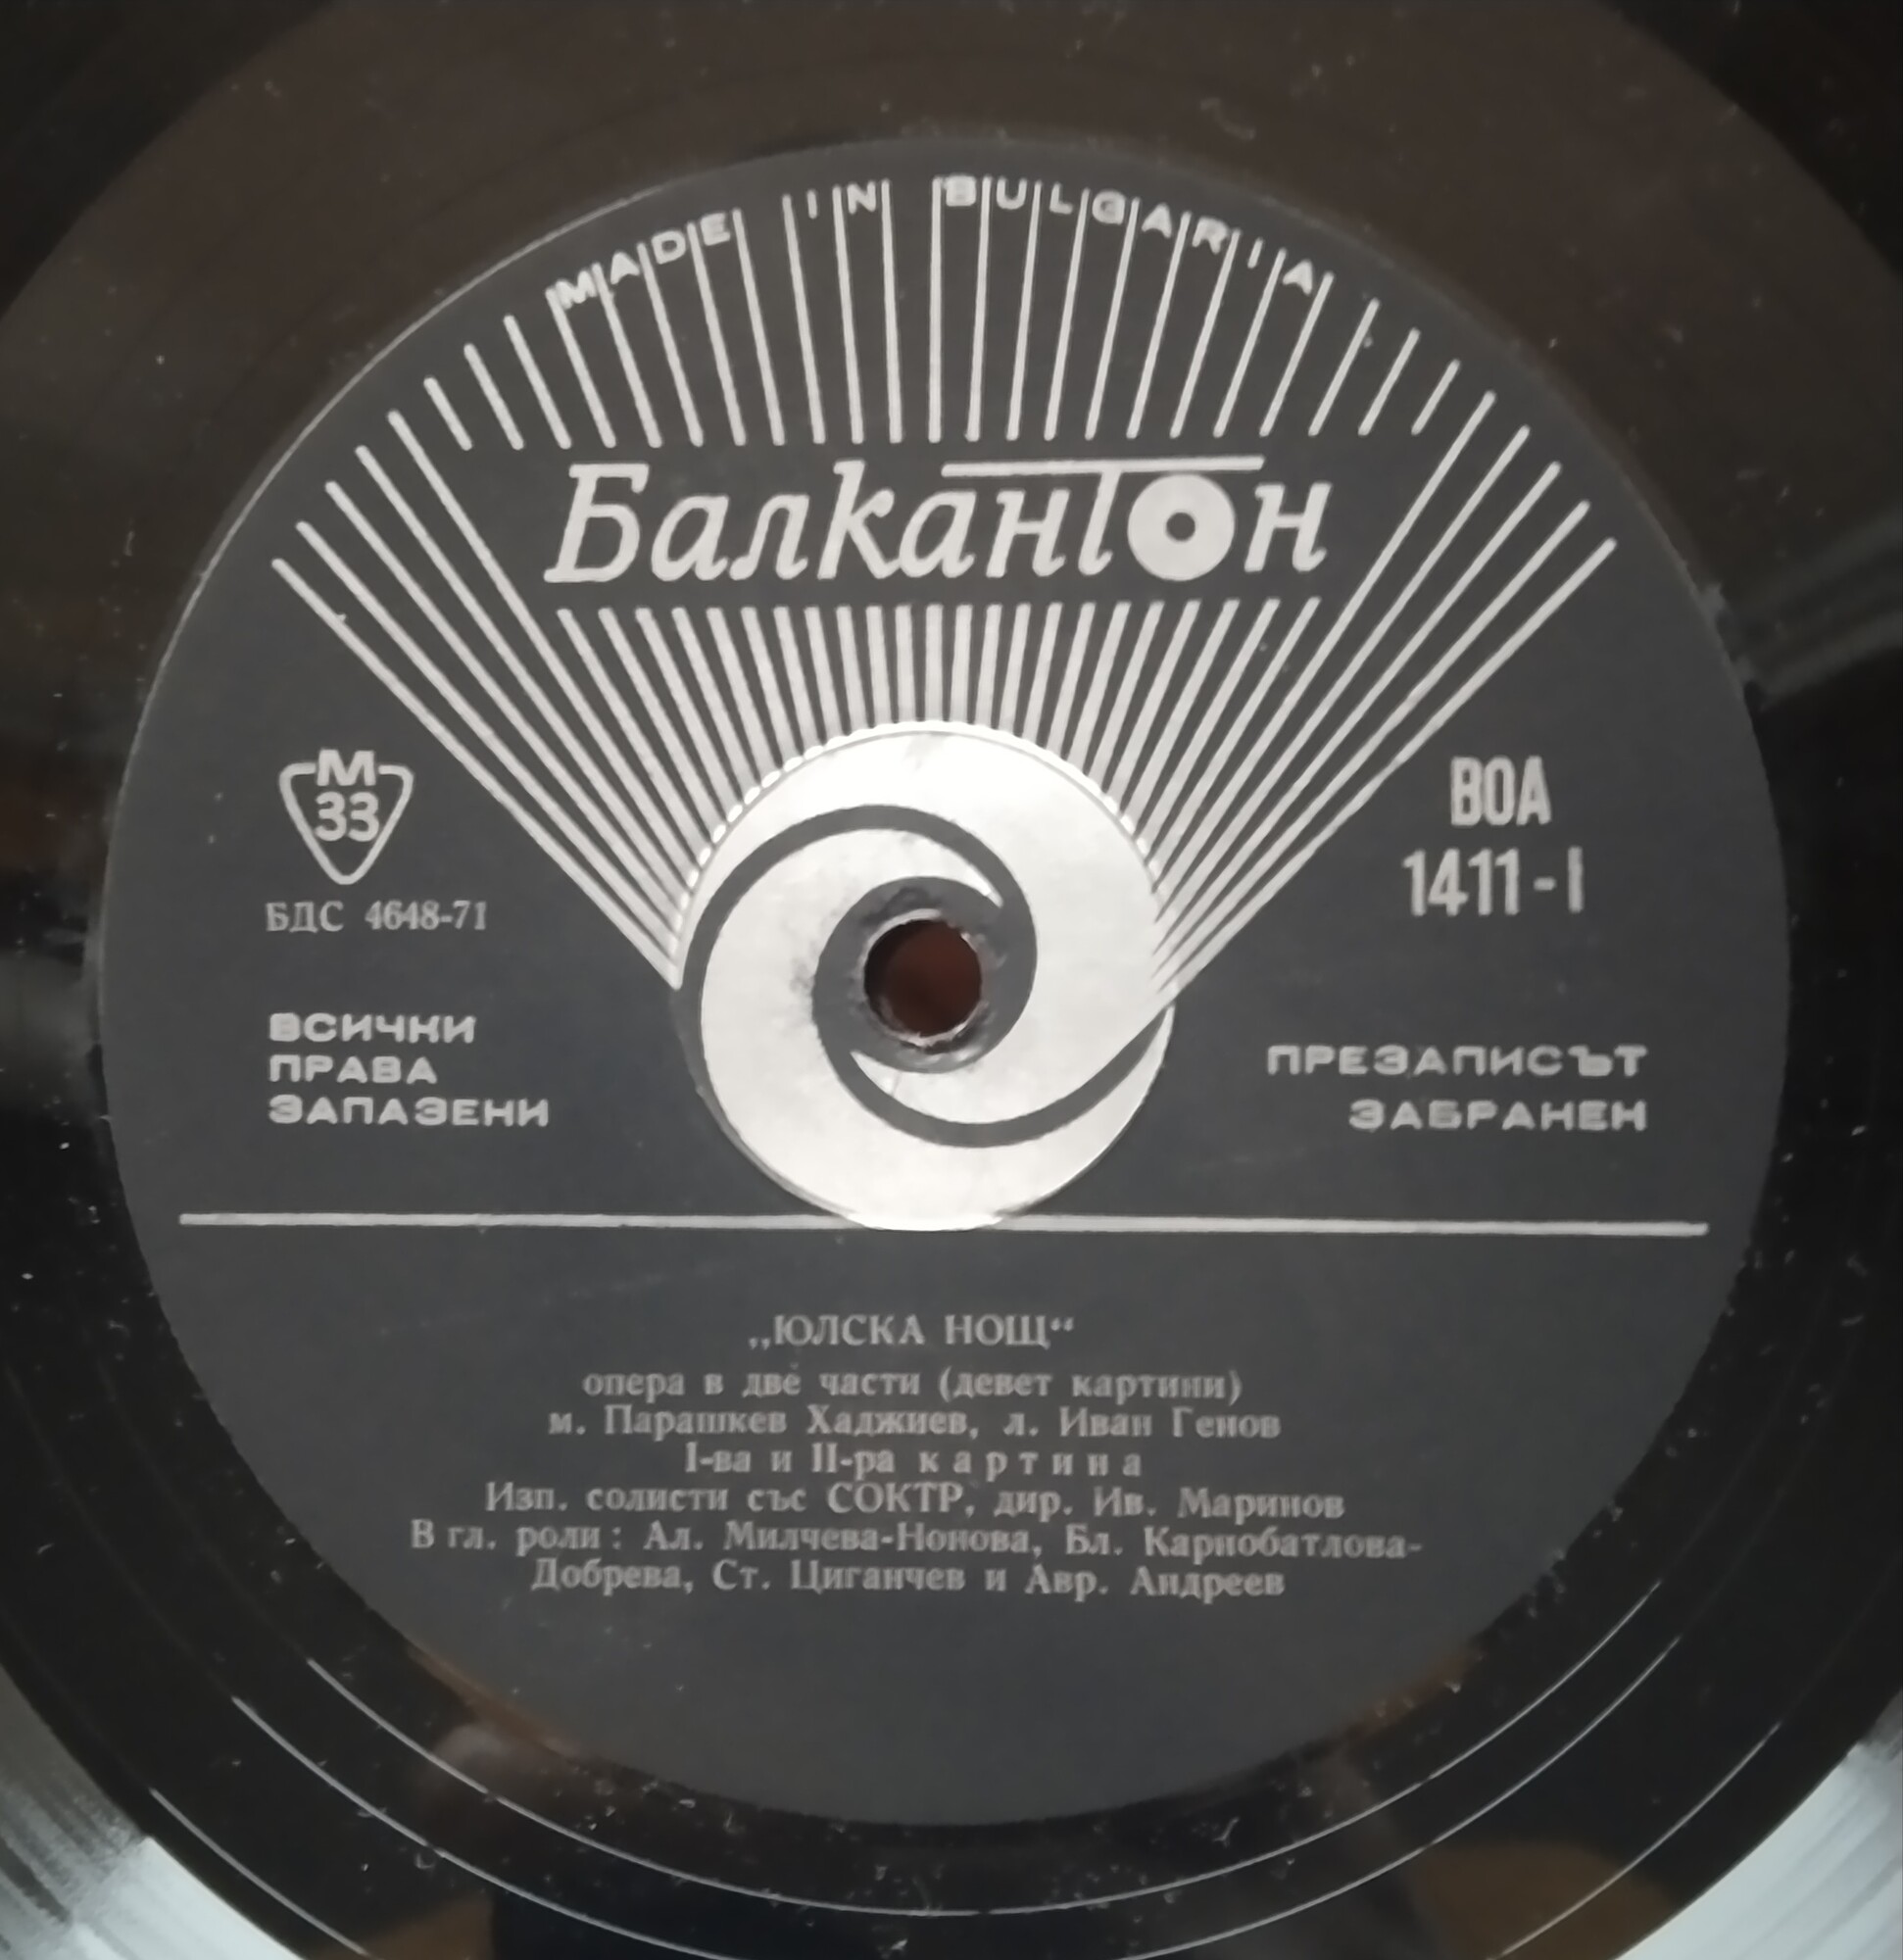 MADE IN BULGARIA
Балкантон
М
33
БДС 4648-71
ВОА
1411-I
ВСИЧКИ
ПРАВА
ЗАПАЗЕНИ
ПРЕЗАПИСЪТ
ЗАБРАНЕН
„ЮЛСКА НОЩ“
опера в две части (девет картини)
м. Парашкев Хаджиев, л. Иван Генов
I-ва и II-ра картина
Изп. солисти със СОКТР, дир. Ив. Маринов
В гл. роли: Ал. Милчева-Нонова, Бл. Карнобатлова-
Добрева, Ст. Циганчев и Авр. Андреев